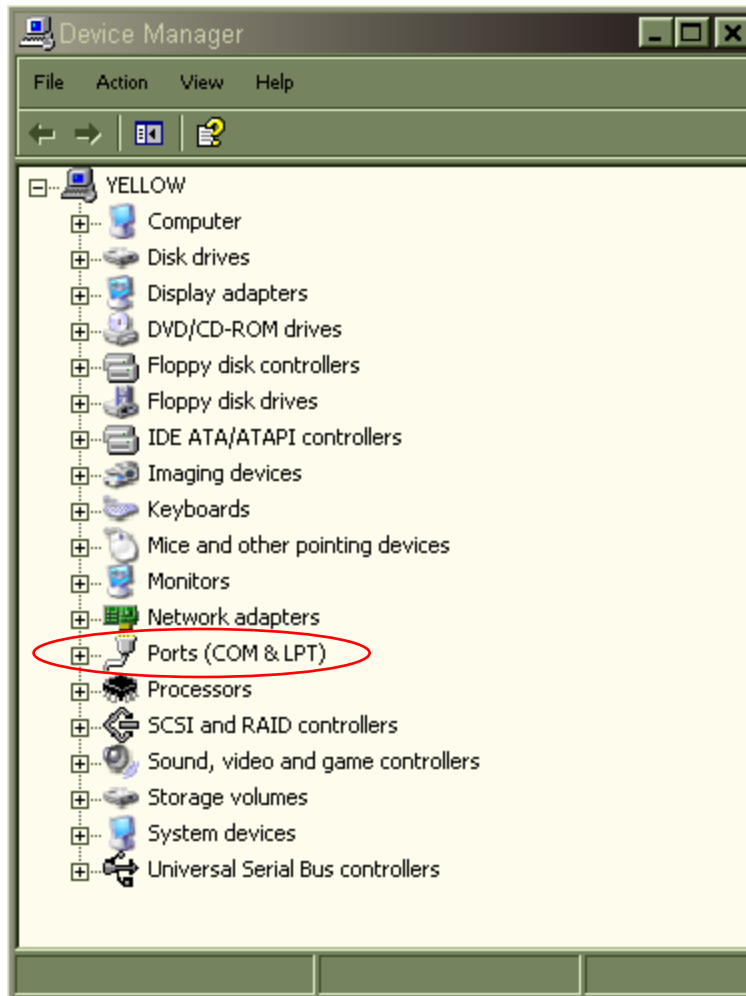 Device Manager
File Action View Help
YELLOW
Computer
Disk drives
Display adapters
DVD/CD-ROM drives
Floppy disk controllers
Floppy disk drives
IDE ATA/ATAPI controllers
Imaging devices
Keyboards
Mice and other pointing devices
Monitors
Network adapters
Ports (COM & LPT)
Processors
SCSI and RAID controllers
Sound, video and game controllers
Storage volumes
System devices
Universal Serial Bus controllers